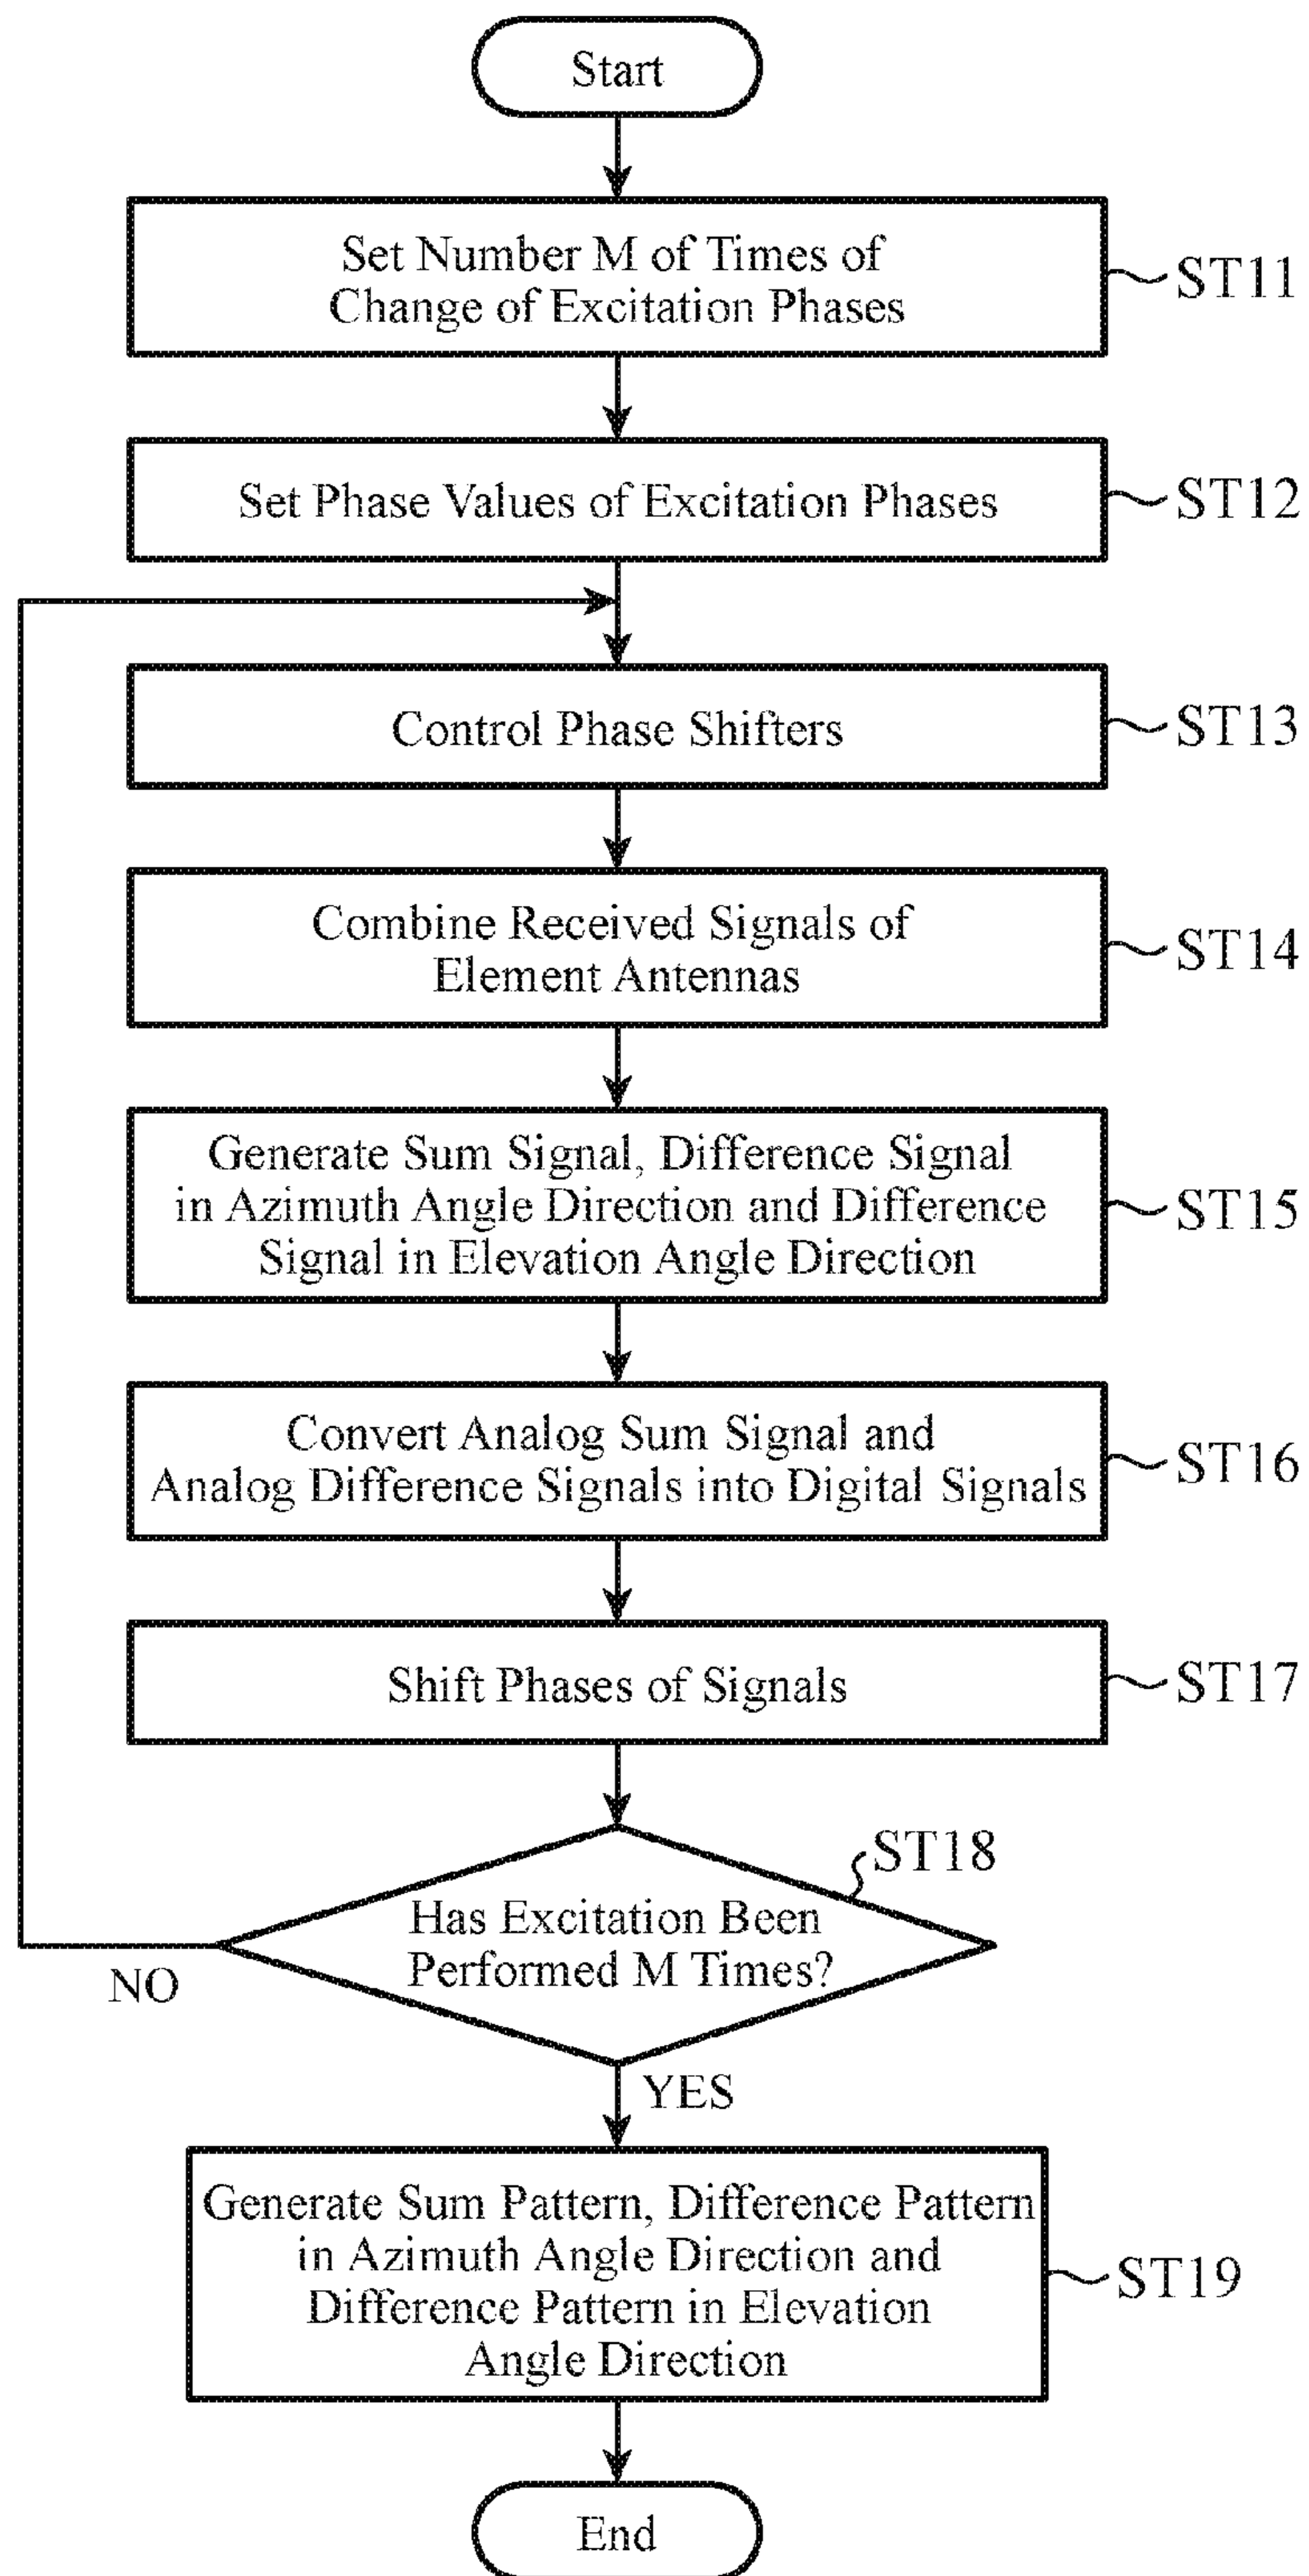 Start
Set Number M of Times of
Change of Excitation Phases
ST11
Set Phase Values of Excitation Phases
ST12
Control Phase Shifters
ST13
Combine Received Signals of
Element Antennas
ST14
Generate Sum Signal, Difference Signal
in Azimuth Angle Direction and Difference
Signal in Elevation Angle Direction
ST15
Convert Analog Sum Signal and
Analog Difference Signals into Digital Signals
ST16
Shift Phases of Signals
ST17
ST18
Has Excitation Been
Performed M Times?
NO
YES
Generate Sum Pattern, Difference Pattern
in Azimuth Angle Direction and
Difference Pattern in Elevation
Angle Direction
ST19
End